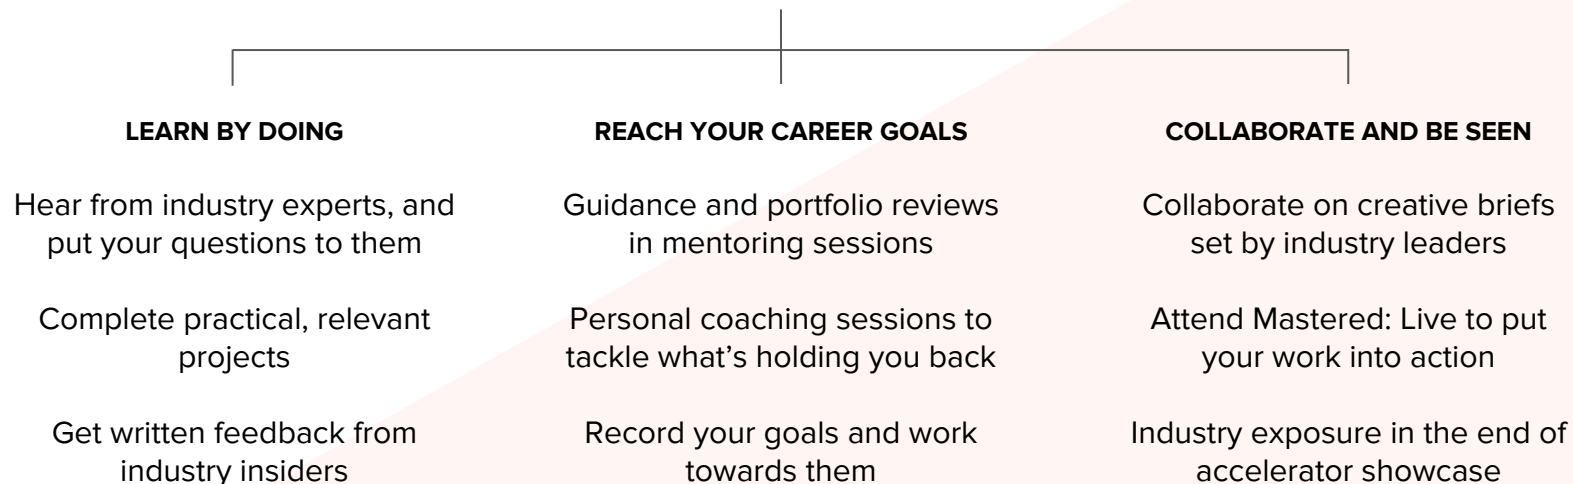 LEARN BY DOING
Hear from industry experts, and
put your questions to them
Complete practical, relevant
projects
Get written feedback from
industry insiders
REACH YOUR CAREER GOALS
Guidance and portfolio reviews
in mentoring sessions
Personal coaching sessions to
tackle what’s holding you back
Record your goals and work
towards them
COLLABORATE AND BE SEEN
Collaborate on creative briefs
set by industry leaders
Attend Mastered: Live to put
your work into action
Industry exposure in the end of
accelerator showcase